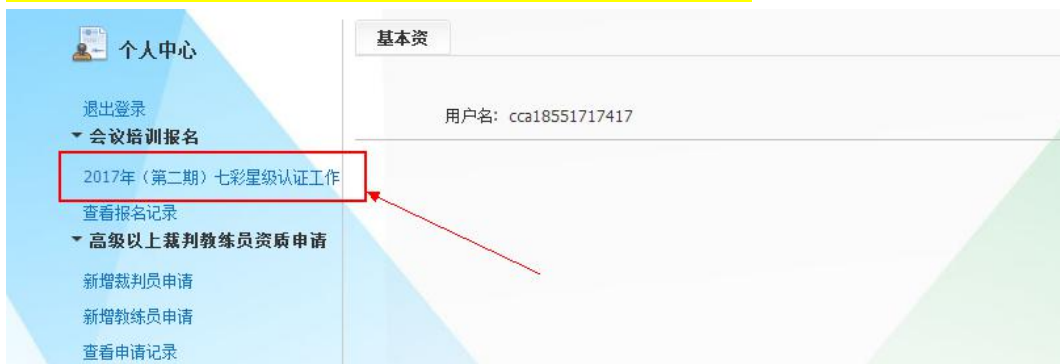 个人中心
基本资
退出登录
用户名: cca18551717417
会议培训报名
2017年（第二期）七彩星级认证工作
查看报名记录
高级以上裁判教练员资质申请
新增裁判员申请
新增教练员申请
查看申请记录